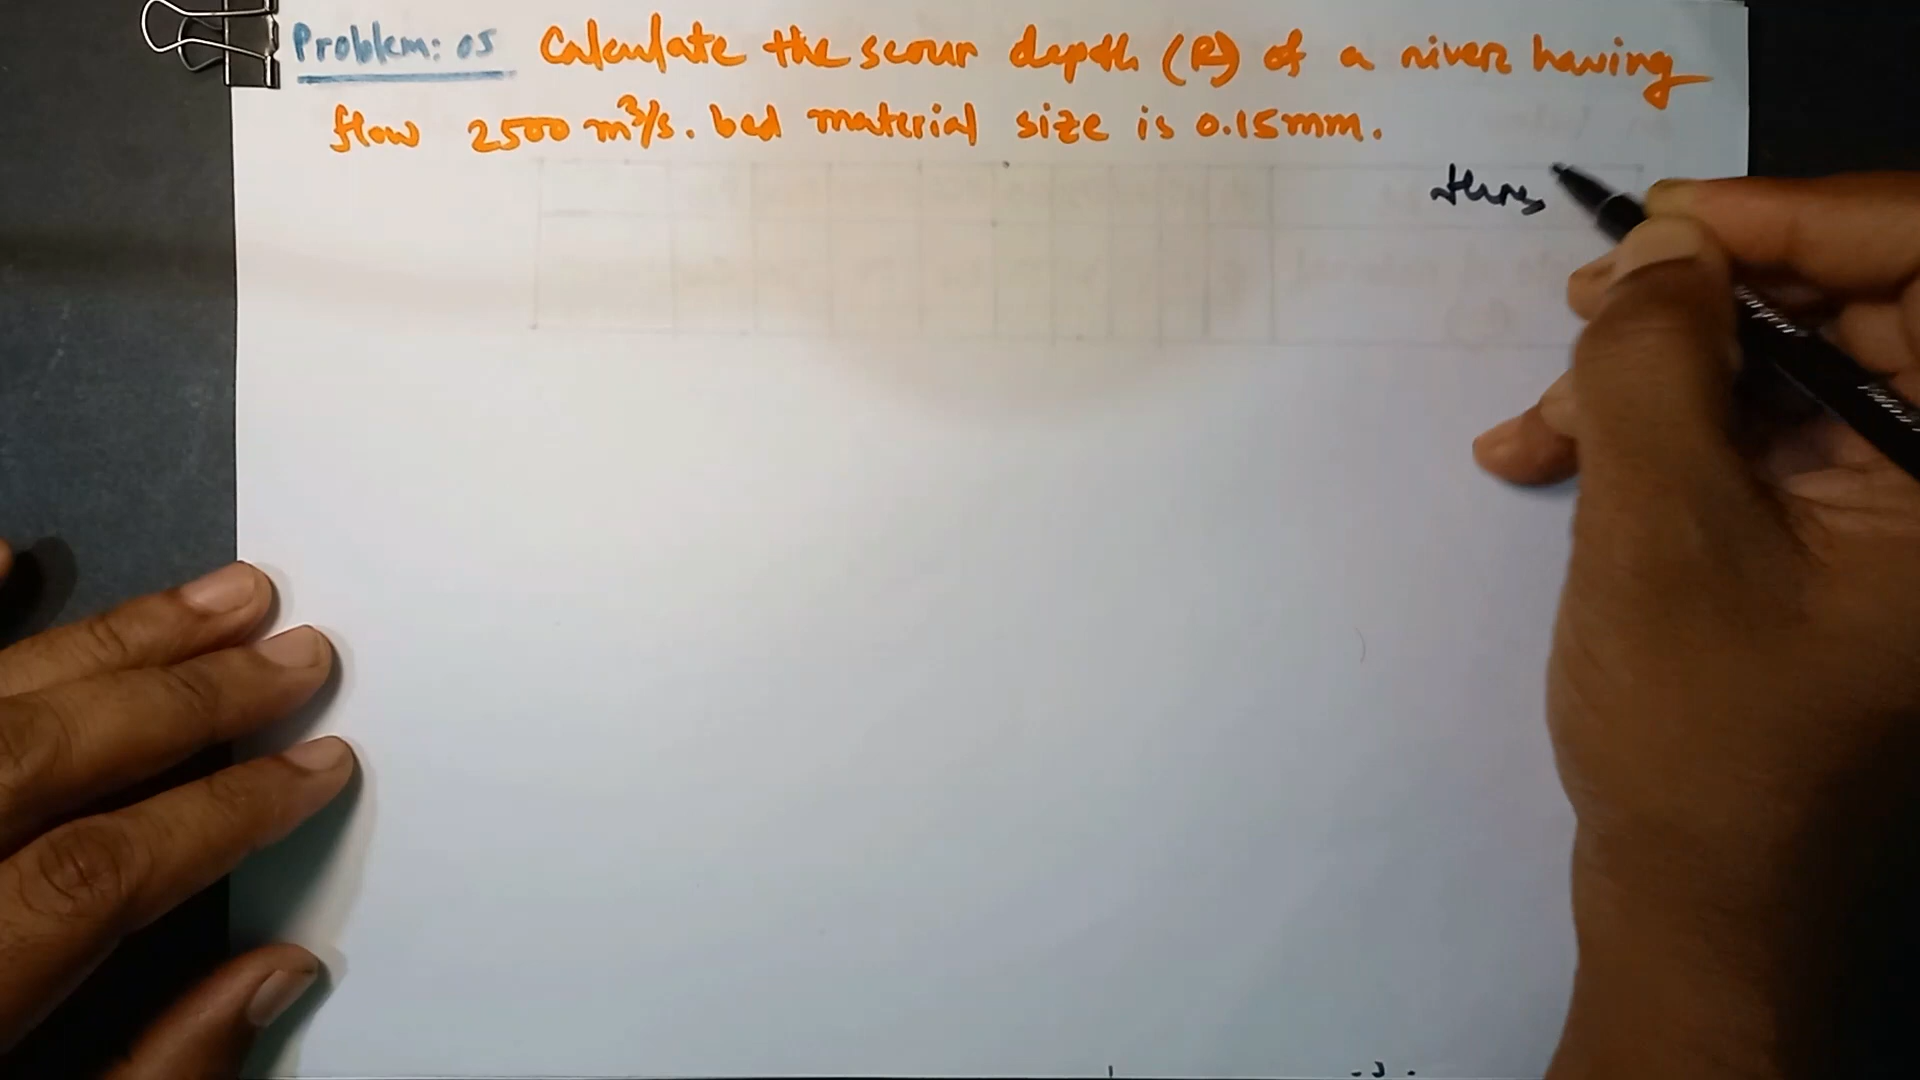 Problem: 05 Calculate the scour depth (R) of a river having
flow 2500 m³/s. bed material size is 0.15mm.